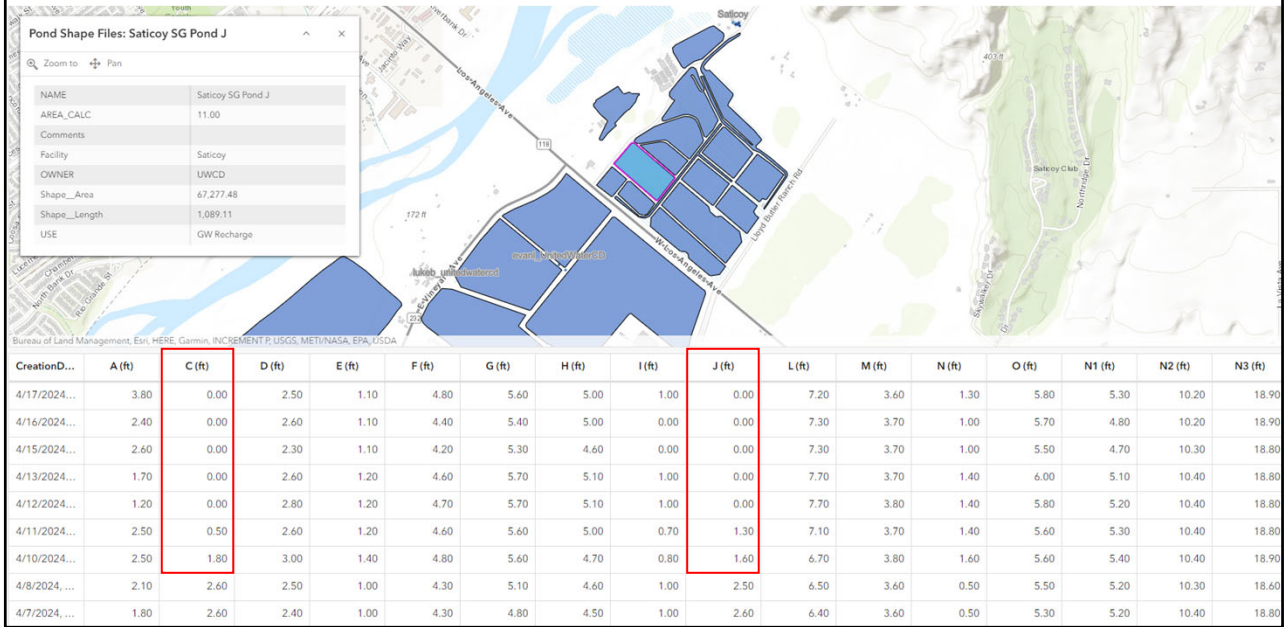 Youth
Saticoy
Riverbank Dr
Jacinto Way
Los-Angeles-Ave
403 ft
118
Pond Shape Files: Saticoy SG Pond J
Zoom to Pan
NAME Saticoy SG Pond J
AREA_CALC 11.00
Comments
Facility Saticoy
OWNER UWCD
Shape__Area 67,277.48
Shape__Length 1,089.11
USE GW Recharge
Saticoy Club
Northridge Dr
Lloyd Butler Ranch Rd
172 ft
W-Los-Angeles-Ave
evanl_UnitedWaterCD
lukeb_unitedwatercd
E-Vineyard-Ave
232
North Bank Dr
Rio Grande St
Skywalker Dr
La Vista Ave
Bureau of Land Management, Esri, HERE, Garmin, INCREMENT P, USGS, METI/NASA, EPA, USDA
CreationD... A (ft) C (ft) D (ft) E (ft) F (ft) G (ft) H (ft) I (ft) J (ft) L (ft) M (ft) N (ft) O (ft) N1 (ft) N2 (ft) N3 (ft)
4/17/2024... 3.80 0.00 2.50 1.10 4.80 5.60 5.00 1.00 0.00 7.20 3.60 1.30 5.80 5.30 10.20 18.90
4/16/2024... 2.40 0.00 2.60 1.10 4.40 5.40 5.00 0.00 0.00 7.30 3.70 1.00 5.70 4.80 10.20 18.90
4/15/2024... 2.60 0.00 2.30 1.10 4.20 5.30 4.60 0.00 0.00 7.30 3.70 1.00 5.50 4.70 10.30 18.80
4/13/2024... 1.70 0.00 2.60 1.20 4.60 5.70 5.10 1.00 0.00 7.70 3.70 1.40 6.00 5.10 10.40 18.80
4/12/2024... 1.20 0.00 2.80 1.20 4.70 5.70 5.10 1.00 0.00 7.70 3.80 1.40 5.80 5.20 10.40 18.80
4/11/2024... 2.50 0.50 2.60 1.20 4.60 5.60 5.00 0.70 1.30 7.10 3.70 1.40 5.60 5.30 10.40 18.80
4/10/2024... 2.50 1.80 3.00 1.40 4.80 5.60 4.70 0.80 1.60 6.70 3.80 1.60 5.60 5.40 10.40 18.90
4/8/2024, ... 2.10 2.60 2.50 1.00 4.30 5.10 4.60 1.00 2.50 6.50 3.60 0.50 5.50 5.20 10.30 18.60
4/7/2024, ... 1.80 2.60 2.40 1.00 4.30 4.80 4.50 1.00 2.60 6.40 3.60 0.50 5.30 5.20 10.40 18.80